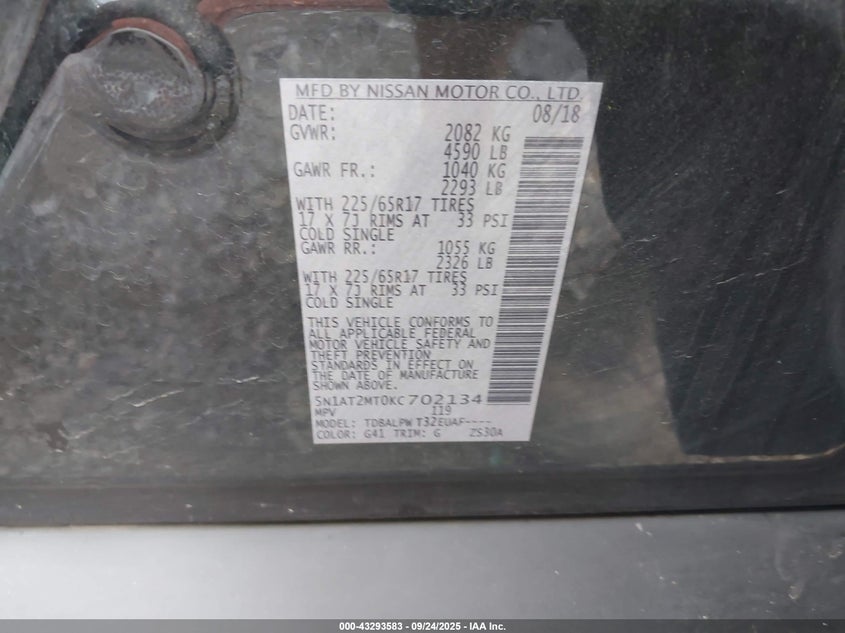 MFD BY NISSAN MOTOR CO., LTD.
DATE: 08/18
GVWR: 2082 KG
4590 LB
GAWR FR.: 1040 KG
2293 LB
WITH 225/65R17 TIRES
17 X 7J RIMS AT 33 PSI
COLD SINGLE
GAWR RR.: 1055 KG
2326 LB
WITH 225/65R17 TIRES
17 X 7J RIMS AT 33 PSI
COLD SINGLE
THIS VEHICLE CONFORMS TO
ALL APPLICABLE FEDERAL
MOTOR VEHICLE SAFETY AND
THEFT PREVENTION
STANDARDS IN EFFECT ON
THE DATE OF MANUFACTURE
SHOWN ABOVE.
5N1AT2MT0KC702134
MPV 119
MODEL: TDBALPW T32EUAF----
COLOR: G41 TRIM: G ZS30A
000-43293583 - 09/24/2025 - IAA Inc.